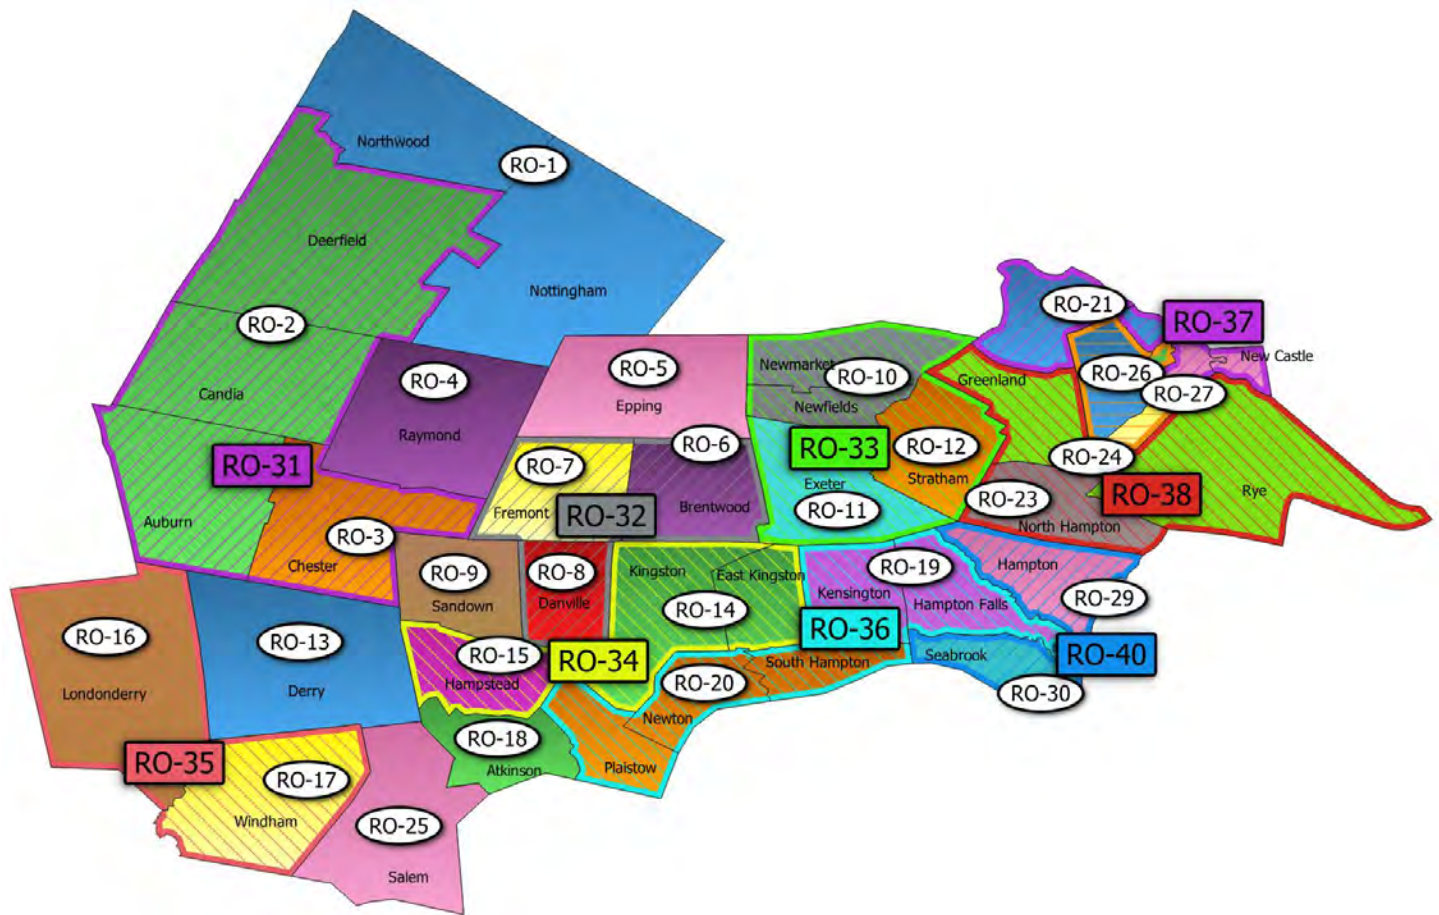 Northwood
RO-1
Deerfield
Nottingham
RO-21
RO-37
RO-2
New Castle
Newmarket
RO-5
RO-10
Greenland
RO-26
RO-4
RO-27
Candia
Epping
Newfields
Raymond
RO-6
RO-33
RO-12
RO-24
RO-31
RO-7
Exeter
Stratham
RO-38
Rye
RO-23
Fremont
RO-32
Brentwood
RO-11
Auburn
North Hampton
RO-3
Chester
RO-9
RO-8
Kingston
East Kingston
RO-19
Hampton
Sandown
Danville
Kensington
Hampton Falls
RO-29
RO-14
RO-16
RO-13
RO-36
RO-15
RO-34
South Hampton
Seabrook
RO-40
Londonderry
Derry
Hampstead
RO-20
RO-30
Newton
RO-18
RO-35
RO-17
Atkinson
Plaistow
Windham
RO-25
Salem